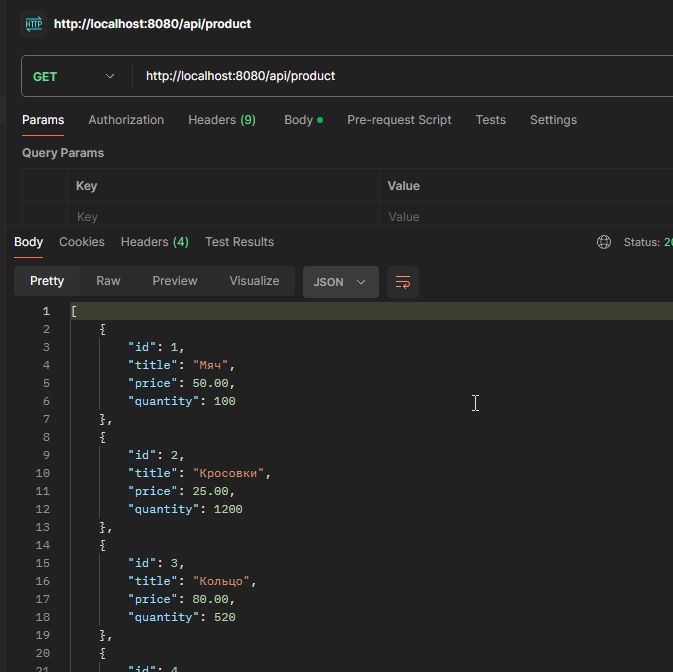 HTTP http://localhost:8080/api/product
GET http://localhost:8080/api/product
Params Authorization Headers (9) Body Pre-request Script Tests Settings
Query Params
Key Value
Key Value
Body Cookies Headers (4) Test Results Status: 20
Pretty Raw Preview Visualize JSON
1 [
2 {
3 "id": 1,
4 "title": "Мяч",
5 "price": 50.00,
6 "quantity": 100
7 },
8 {
9 "id": 2,
10 "title": "Кросовки",
11 "price": 25.00,
12 "quantity": 1200
13 },
14 {
15 "id": 3,
16 "title": "Кольцо",
17 "price": 80.00,
18 "quantity": 520
19 },
20 {
21 "id": 4